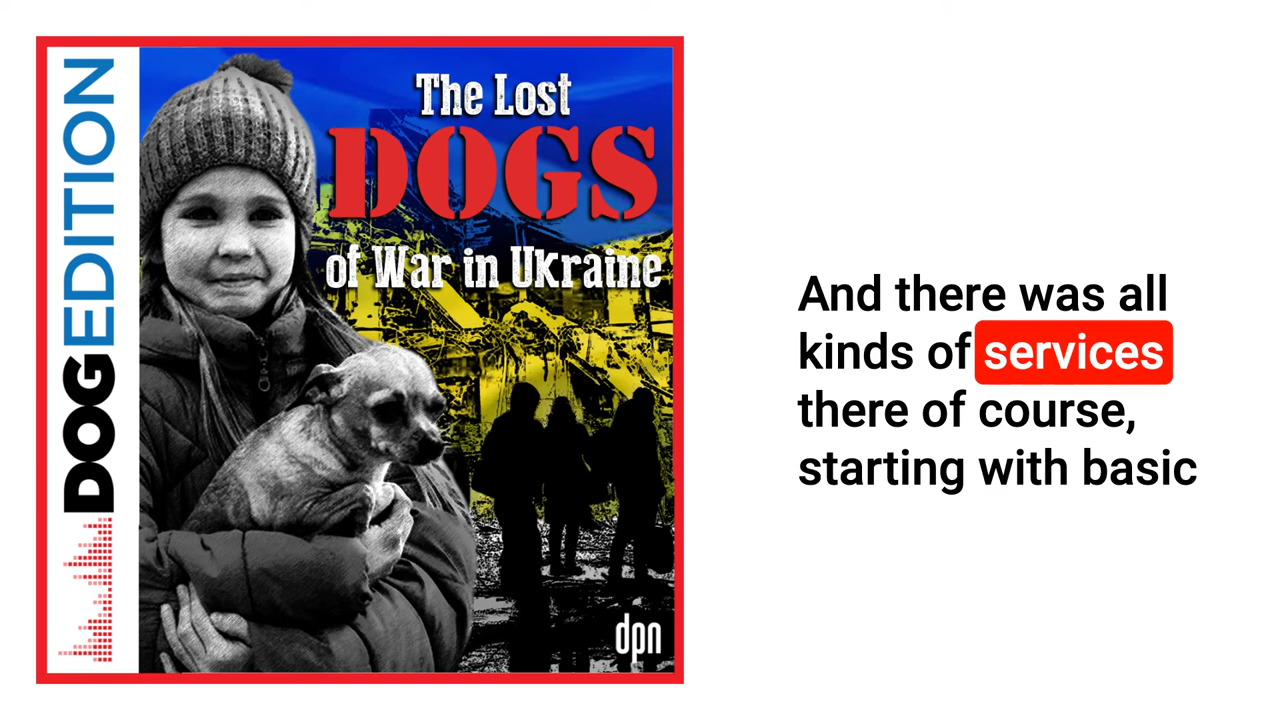 DOGEDITION
The Lost
DOGS
of War in Ukraine
dpn
And there was all
kinds of services
there of course,
starting with basic